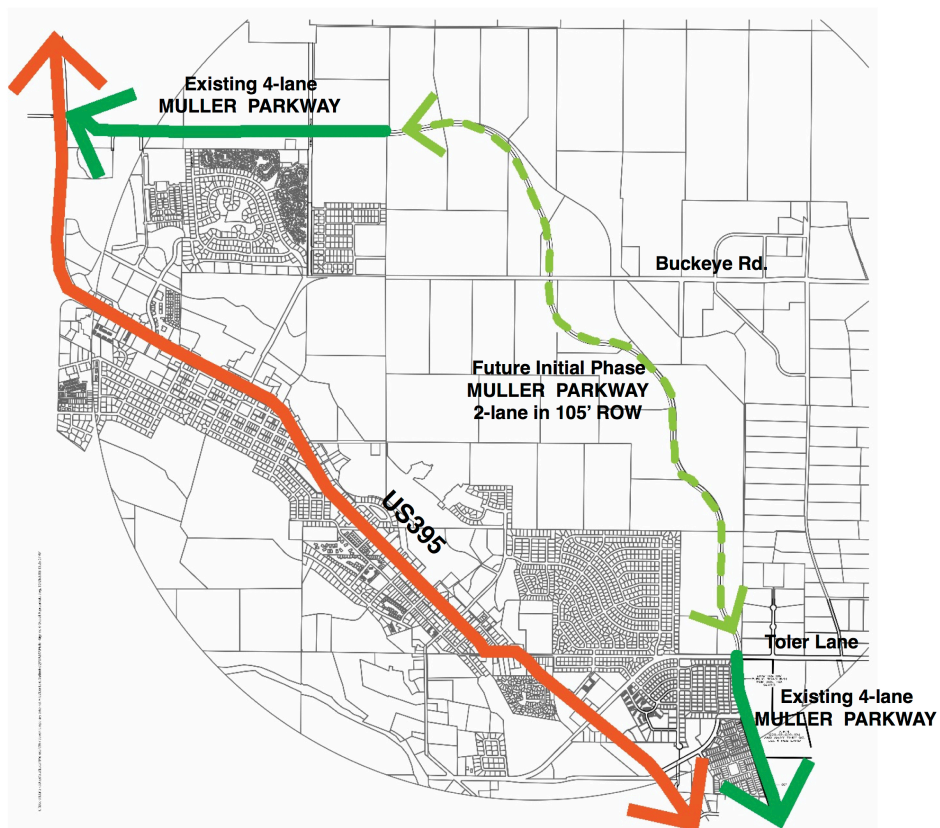 Existing 4-lane
MULLER PARKWAY
Buckeye Rd.
Future Initial Phase
MULLER PARKWAY
2-lane in 105' ROW
US395
Toler Lane
Existing 4-lane
MULLER PARKWAY